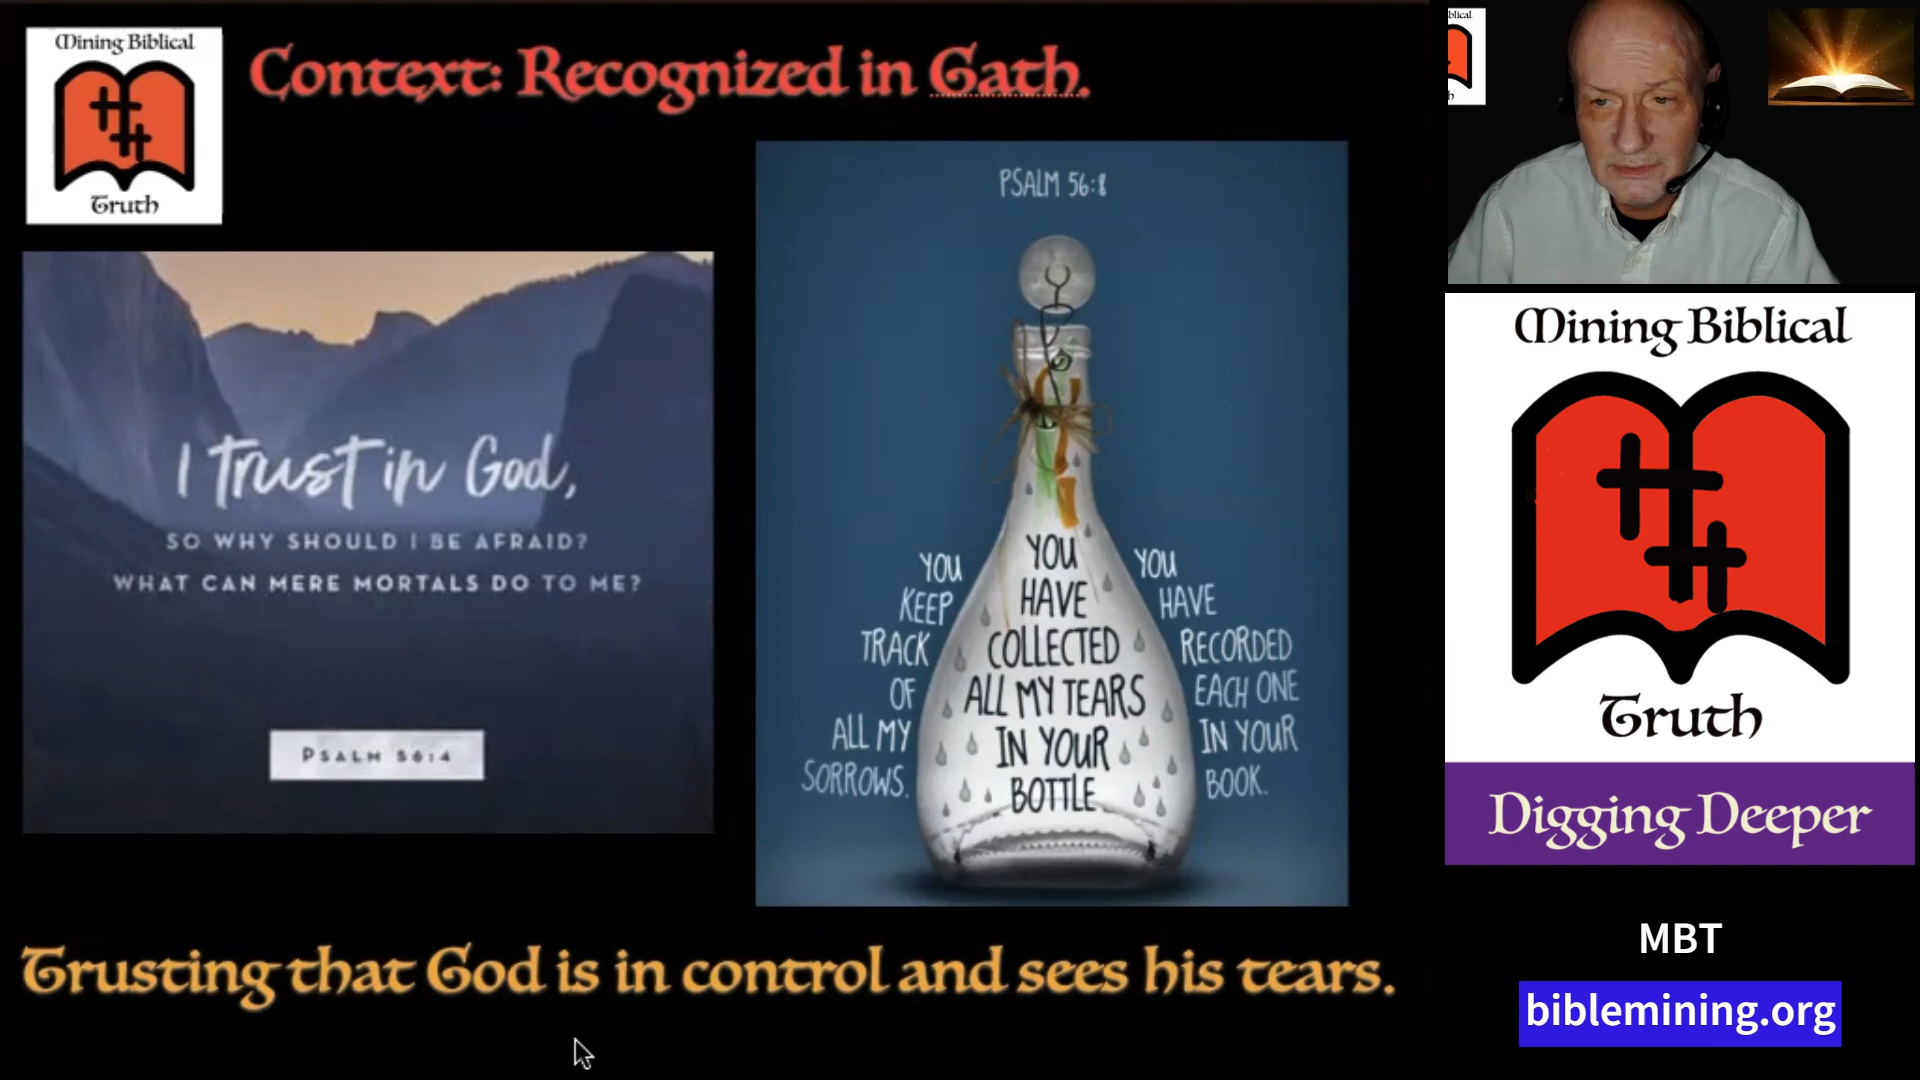 Mining Biblical
Truth
Context: Recognized in Gath.
I trust in God,
SO WHY SHOULD I BE AFRAID?
WHAT CAN MERE MORTALS DO TO ME?
PSALM 56:4
PSALM 56:8
YOU
KEEP
TRACK
OF
ALL MY
SORROWS.
YOU
HAVE
COLLECTED
ALL MY TEARS
IN YOUR
BOTTLE
YOU
HAVE
RECORDED
EACH ONE
IN YOUR
BOOK.
Trusting that God is in control and sees his tears.
blical
h
Mining Biblical
Truth
Digging Deeper
MBT
biblemining.org